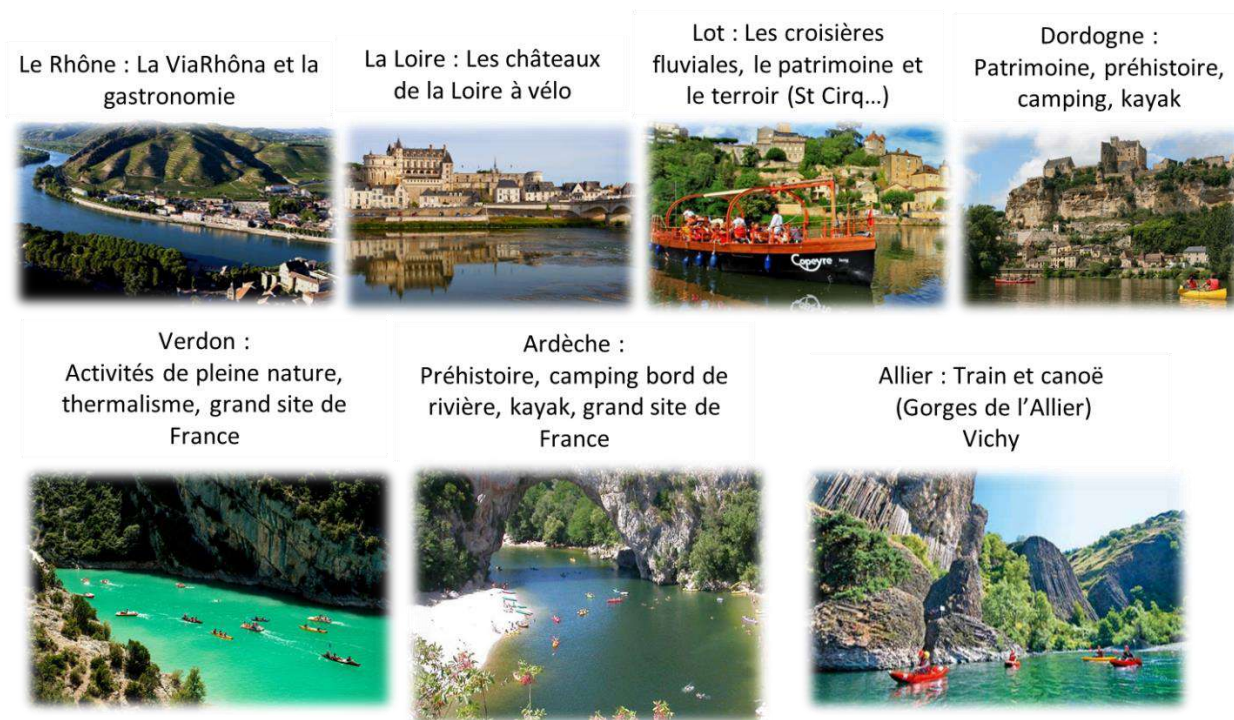 Le Rhône : La ViaRhôna et la
gastronomie
La Loire : Les châteaux
de la Loire à vélo
Lot : Les croisières
fluviales, le patrimoine et
le terroir (St Cirq...)
Dordogne :
Patrimoine, préhistoire,
camping, kayak
Copeyre
Verdon :
Activités de pleine nature,
thermalisme, grand site de
France
Ardèche :
Préhistoire, camping bord de
rivière, kayak, grand site de
France
Allier : Train et canoë
(Gorges de l’Allier)
Vichy